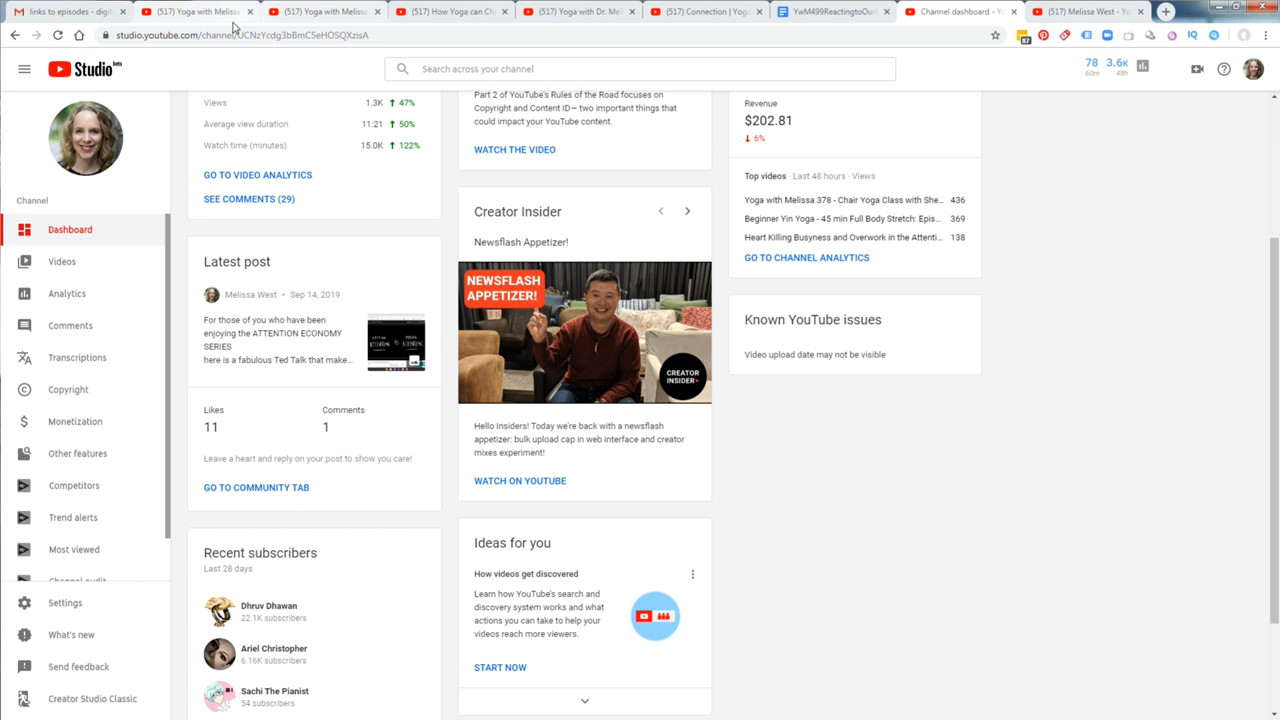 links to episodes - digit
(517) Yoga with Melissa
(517) Yoga with Melissa
(517) How Yoga can Ch
(517) Yoga with Dr. Mel
(517) Connection | Yoga
YwM499ReactingtoOurl
Channel dashboard - Yo
(517) Melissa West - Yo
studio.youtube.com/channel/UCNzYcdg3bBmC5eHOSQXzisA
87
IQ
Studio beta
Search across your channel
78 60m
3.6K 48h
Channel
Dashboard
Videos
Analytics
Comments
Transcriptions
Copyright
Monetization
Other features
Competitors
Trend alerts
Most viewed
Channel audit
Settings
What's new
Send feedback
Creator Studio Classic
Views 1.3K 47%
Average view duration 11:21 50%
Watch time (minutes) 15.0K 122%
GO TO VIDEO ANALYTICS
SEE COMMENTS (29)
Latest post
Melissa West • Sep 14, 2019
For those of you who have been
enjoying the ATTENTION ECONOMY
SERIES
here is a fabulous Ted Talk that make...
Likes Comments
11 1
Leave a heart and reply on your post to show you care!
GO TO COMMUNITY TAB
Recent subscribers
Last 28 days
Dhruv Dhawan
22.1K subscribers
Ariel Christopher
6.16K subscribers
Sachi The Pianist
54 subscribers
Part 2 of YouTube's Rules of the Road focuses on
Copyright and Content ID— two important things that
could impact your YouTube content.
WATCH THE VIDEO
Creator Insider
Newsflash Appetizer!
NEWSFLASH
APPETIZER!
CREATOR
INSIDER
Hello Insiders! Today we're back with a newsflash
appetizer: bulk upload cap in web interface and creator
mixes experiment!
WATCH ON YOUTUBE
Ideas for you
How videos get discovered
Learn how YouTube's search and
discovery system works and what
actions you can take to help your
videos reach more viewers.
START NOW
Revenue
$202.81
6%
Top videos · Last 48 hours · Views
Yoga with Melissa 378 - Chair Yoga Class with She... 436
Beginner Yin Yoga - 45 min Full Body Stretch: Epis... 369
Heart Killing Busyness and Overwork in the Attenti... 138
GO TO CHANNEL ANALYTICS
Known YouTube issues
Video upload date may not be visible